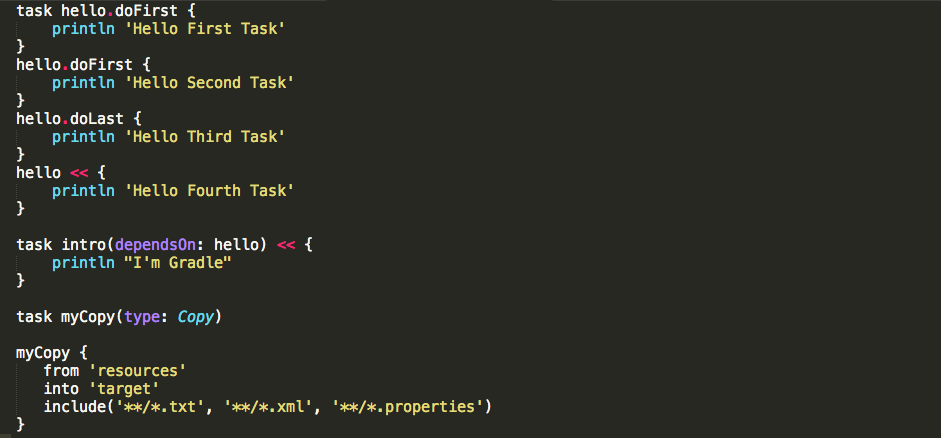 task hello.doFirst {
    println 'Hello First Task'
}
hello.doFirst {
    println 'Hello Second Task'
}
hello.doLast {
    println 'Hello Third Task'
}
hello << {
    println 'Hello Fourth Task'
}

task intro(dependsOn: hello) << {
    println "I'm Gradle"
}

task myCopy(type: Copy)

myCopy {
   from 'resources'
   into 'target'
   include('**/*.txt', '**/*.xml', '**/*.properties')
}